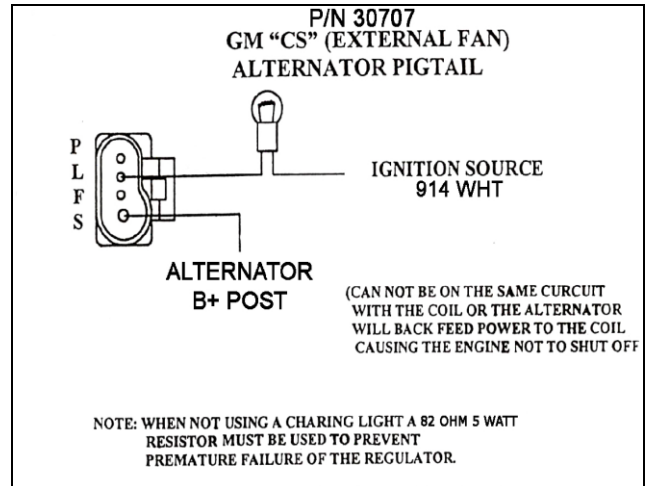 P/N 30707
GM “CS” (EXTERNAL FAN)
ALTERNATOR PIGTAIL
P
L
F
S
IGNITION SOURCE
914 WHT
ALTERNATOR
B+ POST
(CAN NOT BE ON THE SAME CURCUIT
WITH THE COIL OR THE ALTERNATOR
WILL BACK FEED POWER TO THE COIL
CAUSING THE ENGINE NOT TO SHUT OFF
NOTE: WHEN NOT USING A CHARING LIGHT A 82 OHM 5 WATT
RESISTOR MUST BE USED TO PREVENT
PREMATURE FAILURE OF THE REGULATOR.